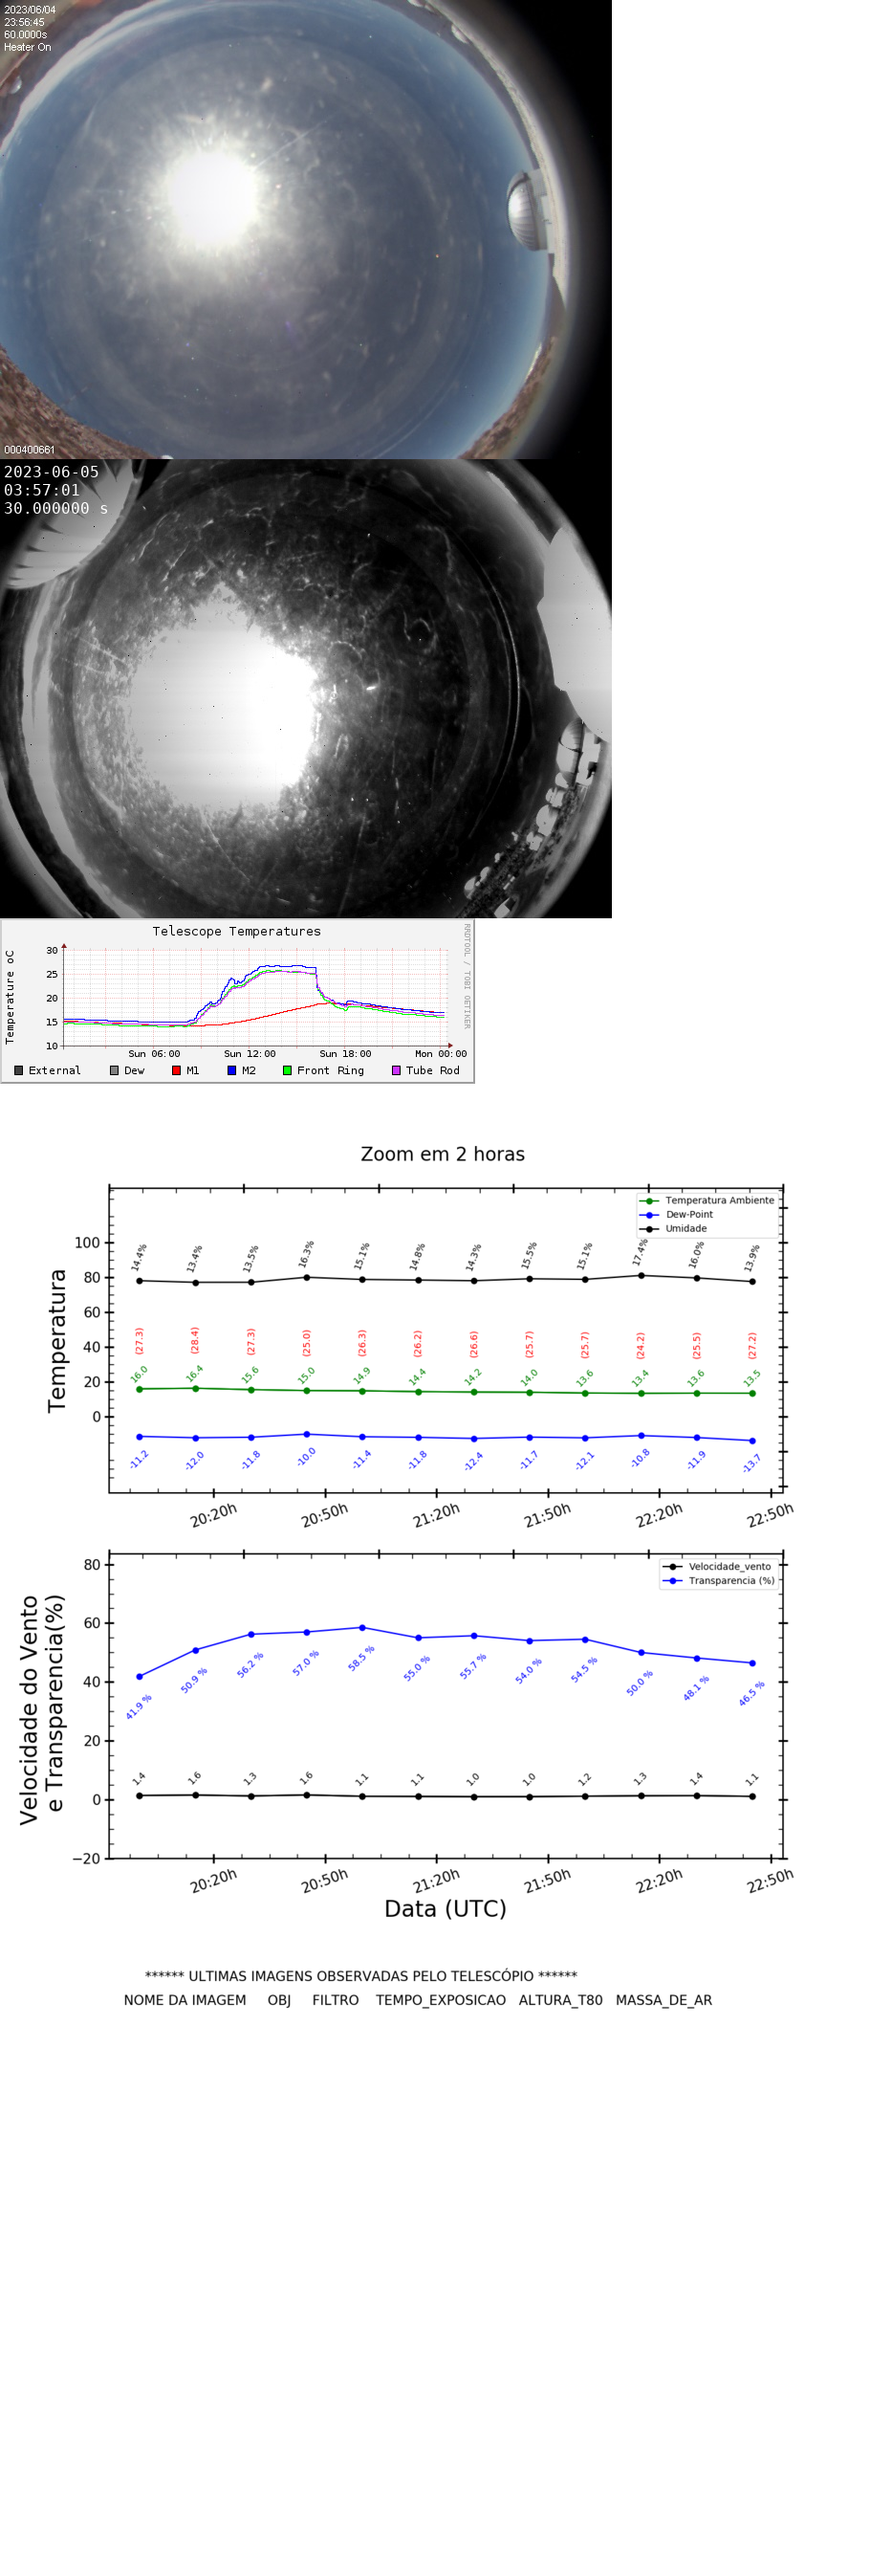 2023/06/04
23:56:45
60.0000s
Heater On
000400661
2023-06-05
03:57:01
30.000000 s
Telescope Temperatures
RRDTOOL / TOBI OETIKER
Temperature oC
30
25
20
15
10
Sun 06:00 Sun 12:00 Sun 18:00 Mon 00:00
External Dew M1 M2 Front Ring Tube Rod
Zoom em 2 horas
Temperatura Ambiente
Dew-Point
Umidade
Temperatura
100
80
60
40
20
0
14.4% 13.4% 13.5% 16.3% 15.1% 14.8% 14.3% 15.5% 15.1% 17.4% 16.0% 13.9%
(27.3) (28.4) (27.3) (25.0) (26.3) (26.2) (26.6) (25.7) (25.7) (24.2) (25.5) (27.2)
16.0 16.4 15.6 15.0 14.9 14.4 14.2 14.0 13.6 13.4 13.6 13.5
-11.2 -12.0 -11.8 -10.0 -11.4 -11.8 -12.4 -11.7 -12.1 -10.8 -11.9 -13.7
20:20h 20:50h 21:20h 21:50h 22:20h 22:50h
Velocidade_vento
Transparencia (%)
Velocidade do Vento
e Transparencia(%)
80
60
40
20
0
−20
41.9 % 50.9 % 56.2 % 57.0 % 58.5 % 55.0 % 55.7 % 54.0 % 54.5 % 50.0 % 48.1 % 46.5 %
1.4 1.6 1.3 1.6 1.1 1.1 1.0 1.0 1.2 1.3 1.4 1.1
20:20h 20:50h 21:20h 21:50h 22:20h 22:50h
Data (UTC)
****** ULTIMAS IMAGENS OBSERVADAS PELO TELESCÓPIO ******
NOME DA IMAGEM OBJ FILTRO TEMPO_EXPOSICAO ALTURA_T80 MASSA_DE_AR